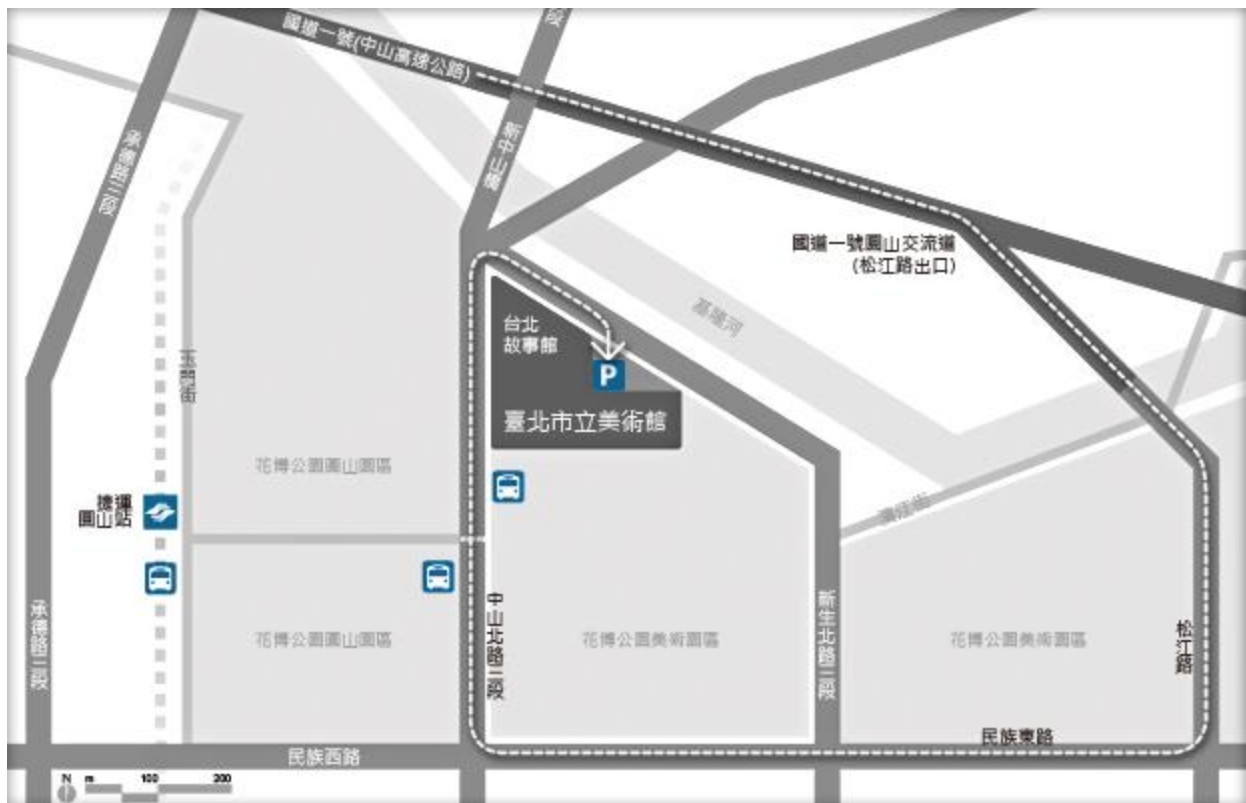 國道一號(中山高速公路)
段
承德路三段
新中山橋
國道一號圓山交流道
(松江路出口)
基隆河
台北
故事館
P
玉門街
臺北市立美術館
花博公園圓山園區
捷運
圓山站
濱江街
承德路二段
花博公園圓山園區
中山北路三段
花博公園美術園區
新生北路三段
花博公園美術園區
松江路
民族東路
民族西路
N m 100 200